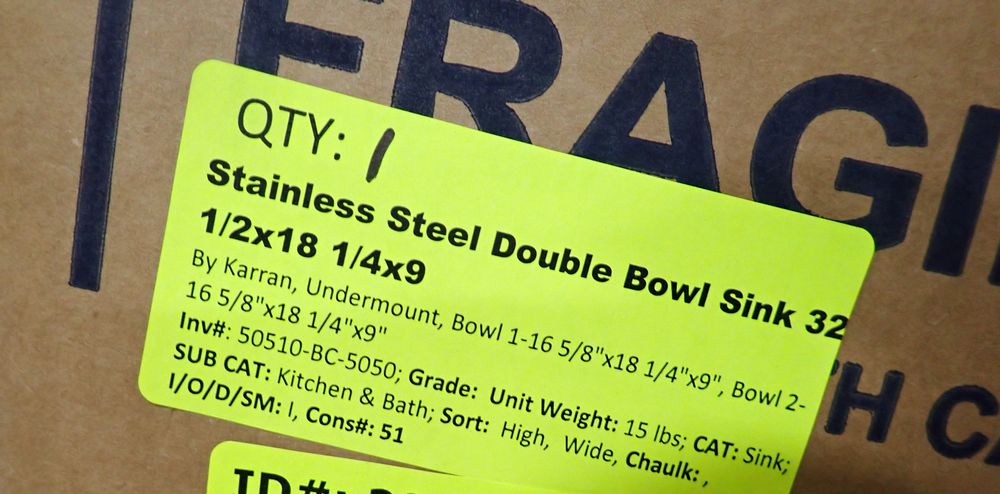 FRAGI
QTY: 1
Stainless Steel Double Bowl Sink 32
1/2x18 1/4x9
By Karran, Undermount, Bowl 1-16 5/8"x18 1/4"x9", Bowl 2-
16 5/8"x18 1/4"x9"
Inv#: 50510-BC-5050; Grade: Unit Weight: 15 lbs; CAT: Sink;
SUB CAT: Kitchen & Bath; Sort: High, Wide, Chaulk: ,
I/O/D/SM: I, Cons#: 51
H CA
ID#: